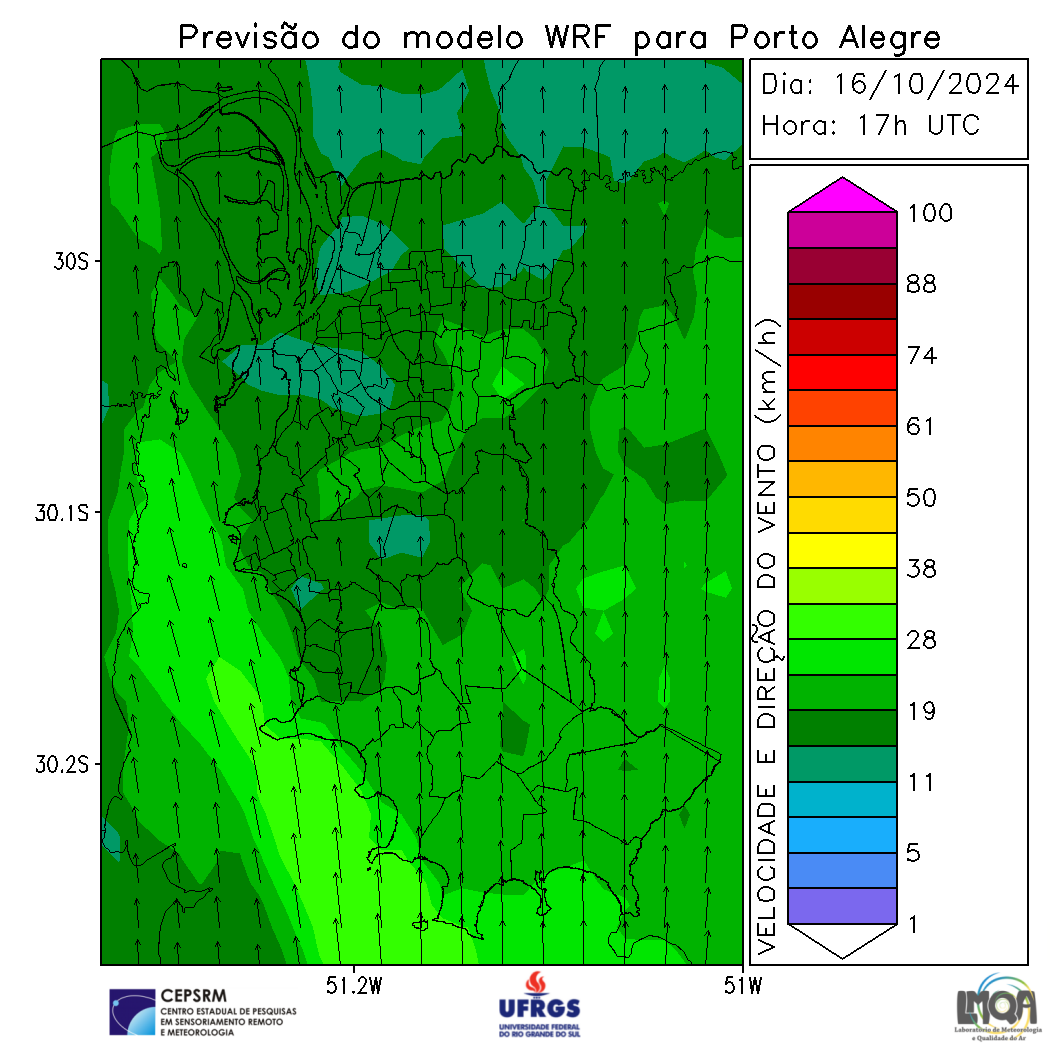 Previsão do modelo WRF para Porto Alegre
Dia: 16/10/2024
Hora: 17h UTC
30S
30.1S
30.2S
51.2W
51W
VELOCIDADE E DIREÇÃO DO VENTO (km/h)
100
88
74
61
50
38
28
19
11
5
1
CEPSRM
CENTRO ESTADUAL DE PESQUISAS
EM SENSORIAMENTO REMOTO
E METEOROLOGIA
UFRGS
UNIVERSIDADE FEDERAL
DO RIO GRANDE DO SUL
LMQA
Laboratório de Meteorologia
e Qualidade do Ar